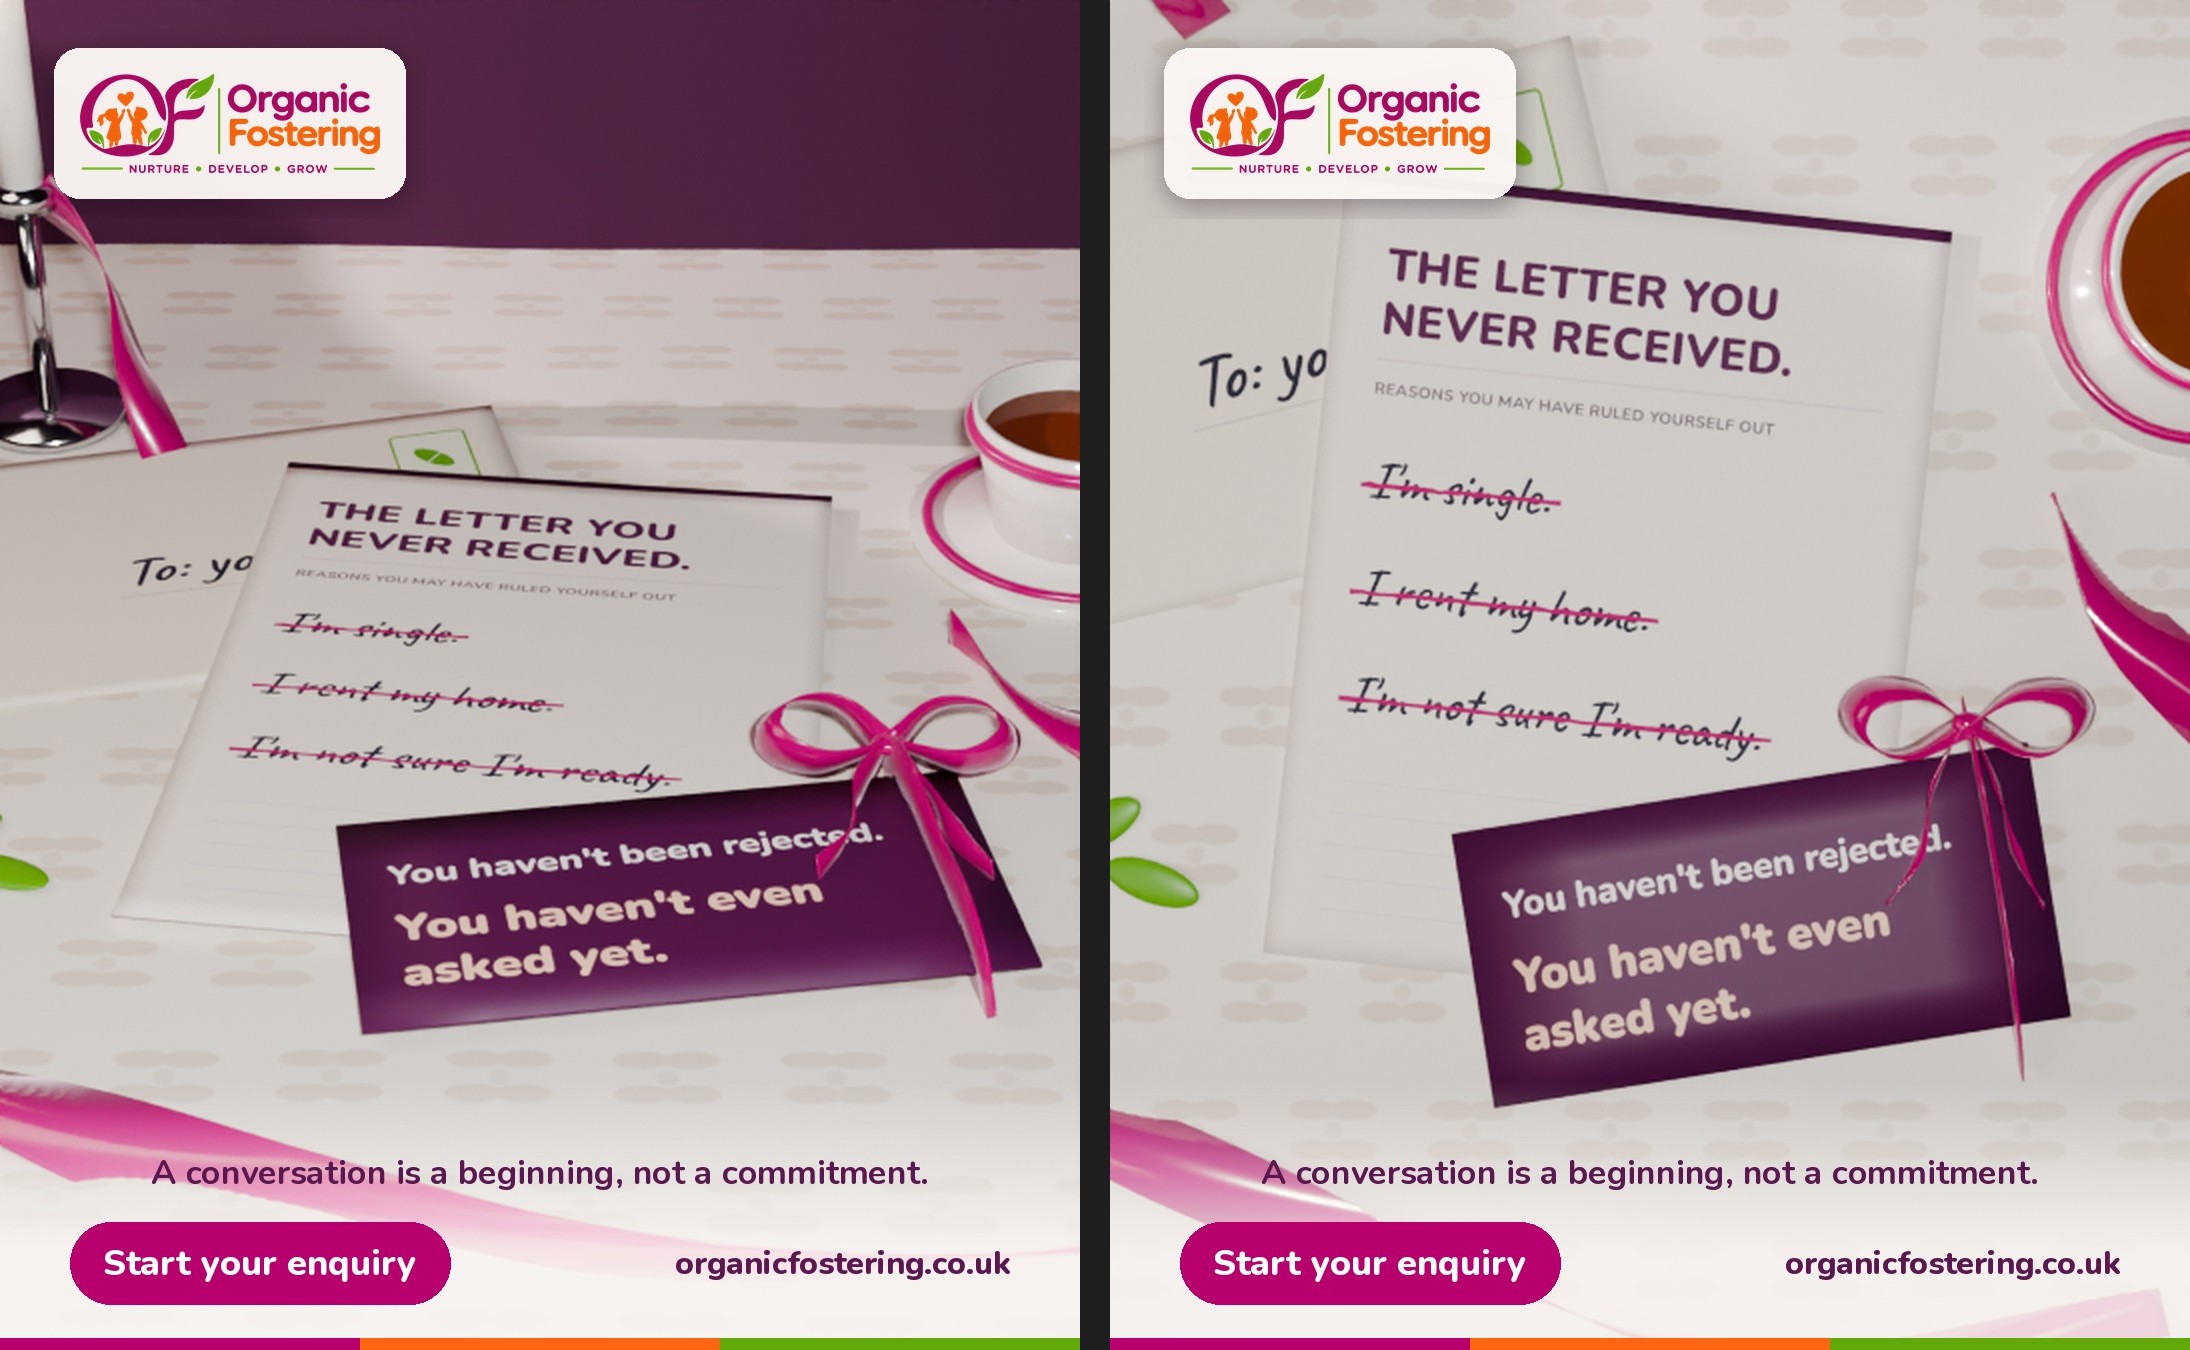 Organic
Fostering
NURTURE • DEVELOP • GROW
To: yo
THE LETTER YOU
NEVER RECEIVED.
REASONS YOU MAY HAVE RULED YOURSELF OUT
I'm single.
I rent my home.
I'm not sure I'm ready.
You haven't been rejected.
You haven't even
asked yet.
A conversation is a beginning, not a commitment.
Start your enquiry
organicfostering.co.uk
Organic
Fostering
NURTURE • DEVELOP • GROW
To: yo
THE LETTER YOU
NEVER RECEIVED.
REASONS YOU MAY HAVE RULED YOURSELF OUT
I'm single.
I rent my home.
I'm not sure I'm ready.
You haven't been rejected.
You haven't even
asked yet.
A conversation is a beginning, not a commitment.
Start your enquiry
organicfostering.co.uk